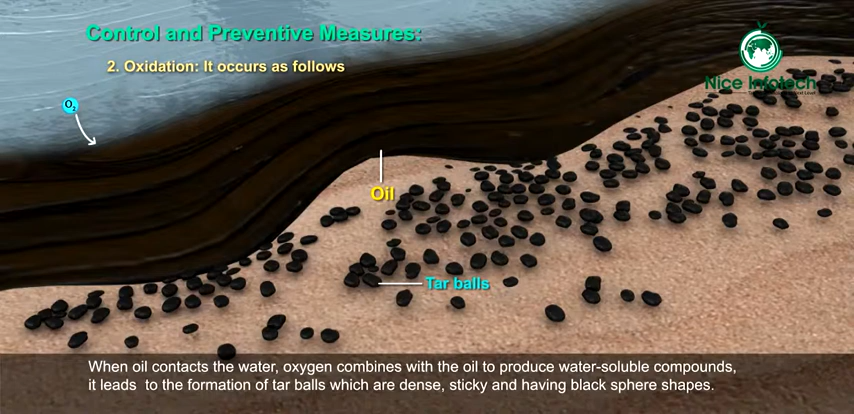 Control and Preventive Measures:
2. Oxidation: It occurs as follows
O2
Nice Infotech
Oil
Tar balls
When oil contacts the water, oxygen combines with the oil to produce water-soluble compounds,
it leads to the formation of tar balls which are dense, sticky and having black sphere shapes.